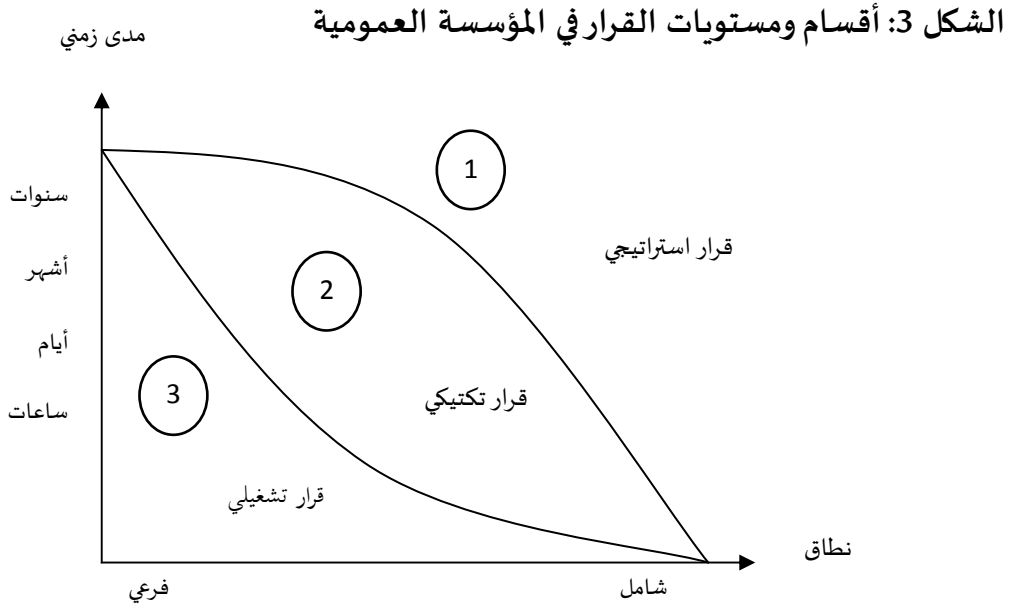 الشكل 3: أقسام ومستويات القرار في المؤسسة العمومية
مدى زمني
1
سنوات
قرار استراتيجي
أشهر
2
أيام
3
قرار تكتيكي
ساعات
قرار تشغيلي
نطاق
شامل
فرعي